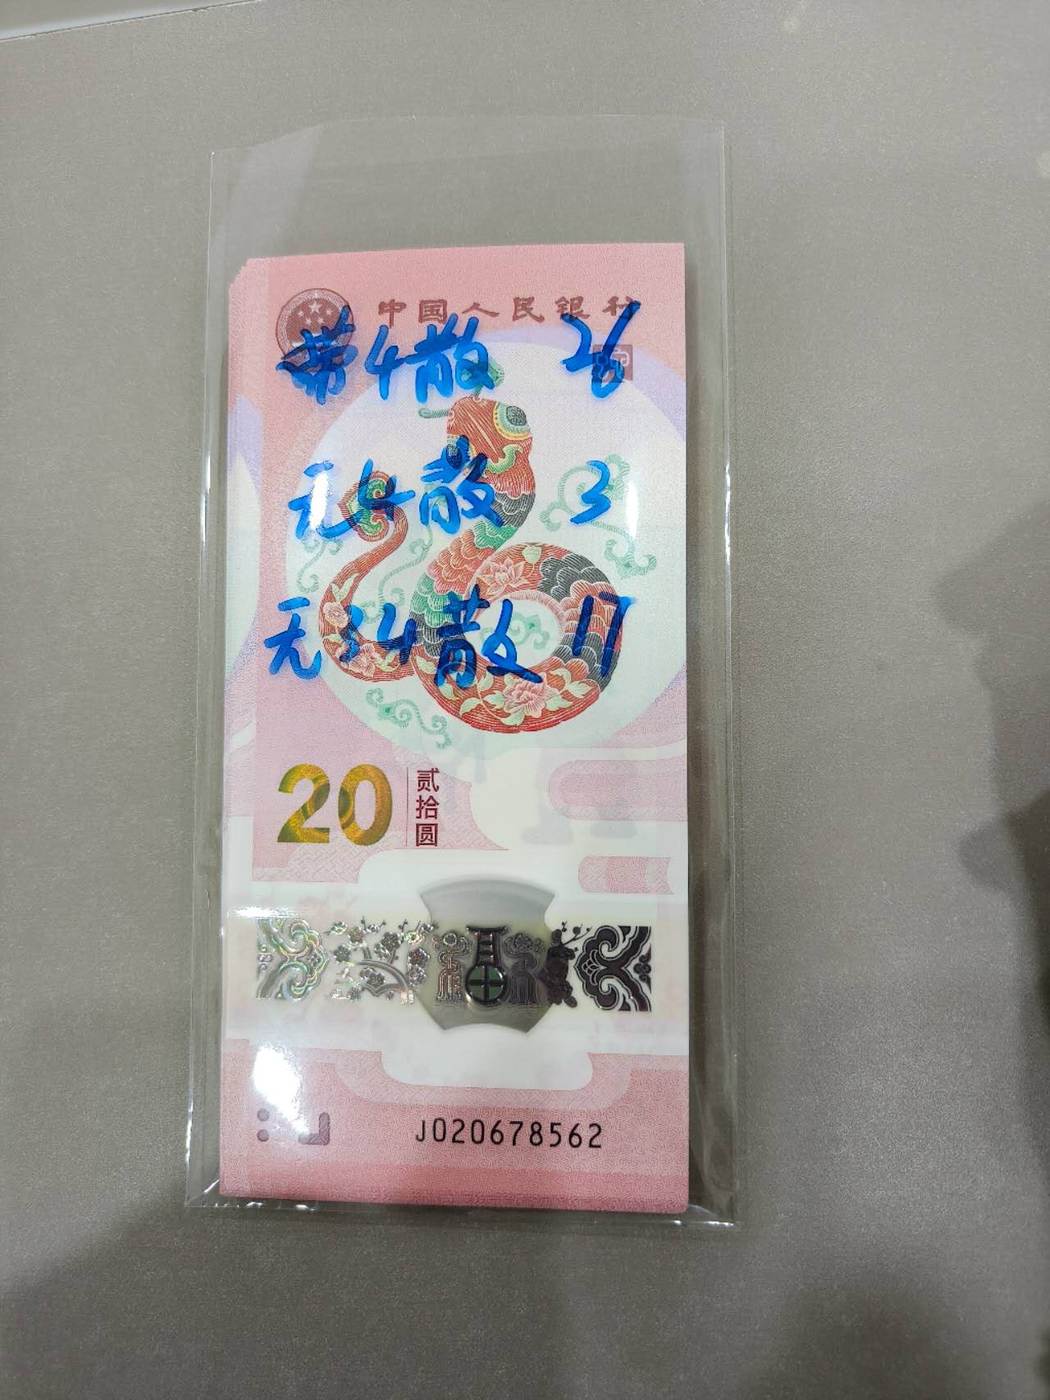 中国人民银行
带4散 26
无4散 3
无34散 17
20 贰拾圆
J020678562